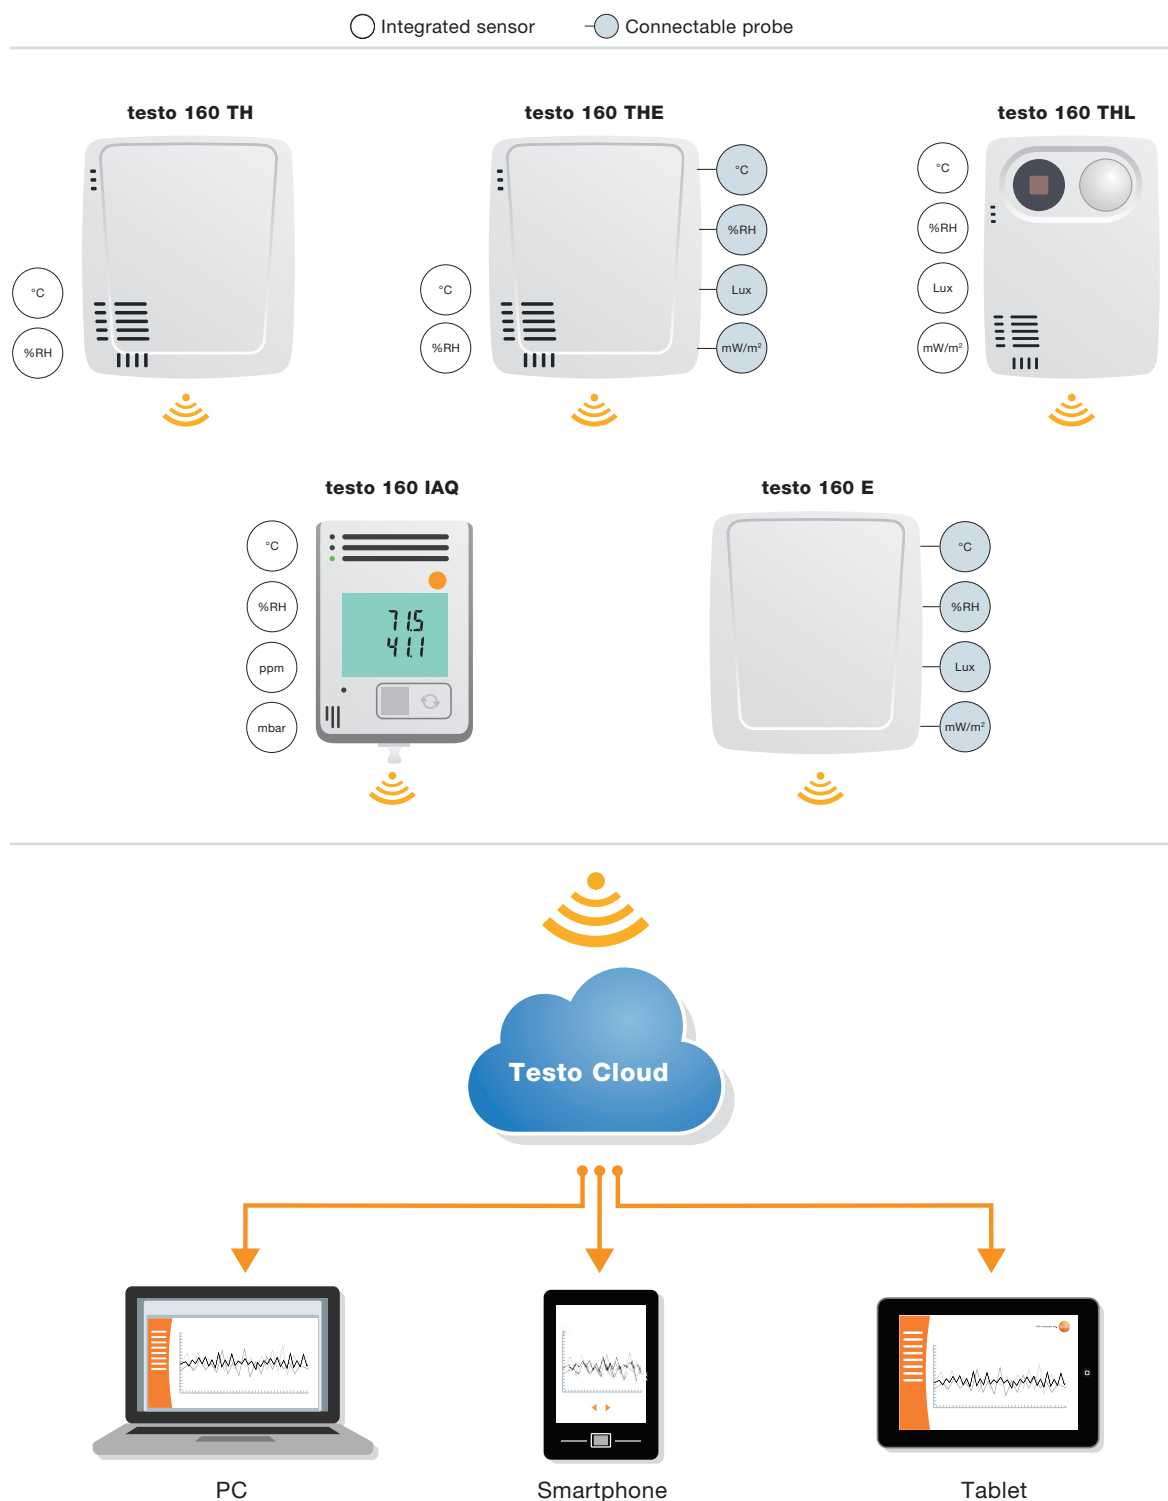 Integrated sensor
Connectable probe
testo 160 TH
testo 160 THE
testo 160 THL
°C
%RH
°C
%RH
°C
%RH
Lux
mW/m²
°C
%RH
Lux
mW/m²
testo 160 IAQ
testo 160 E
°C
%RH
ppm
mbar
71.5
41.1
°C
%RH
Lux
mW/m²
Testo Cloud
PC
Smartphone
Tablet